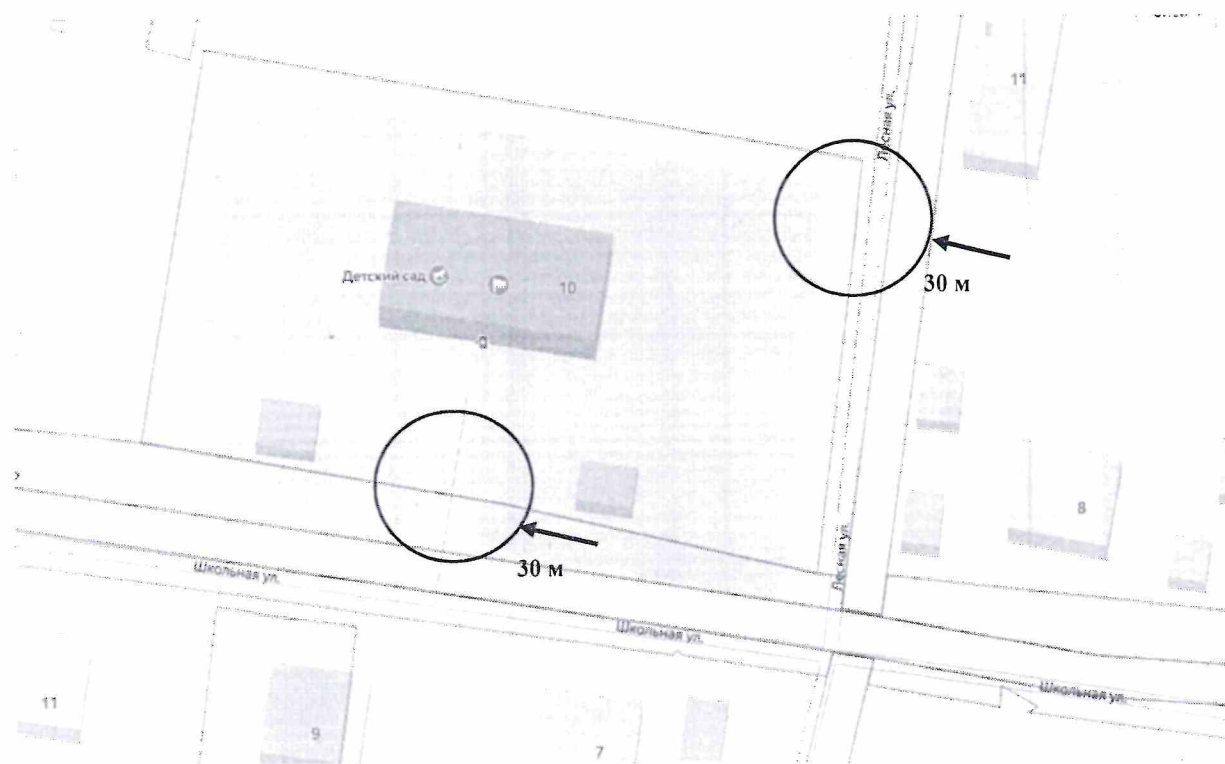 11
Лесная ул.
Детский сад
10
30 м
8
30 м
Лесная ул.
Школьная ул.
Школьная ул.
Школьная ул.
11
9
7